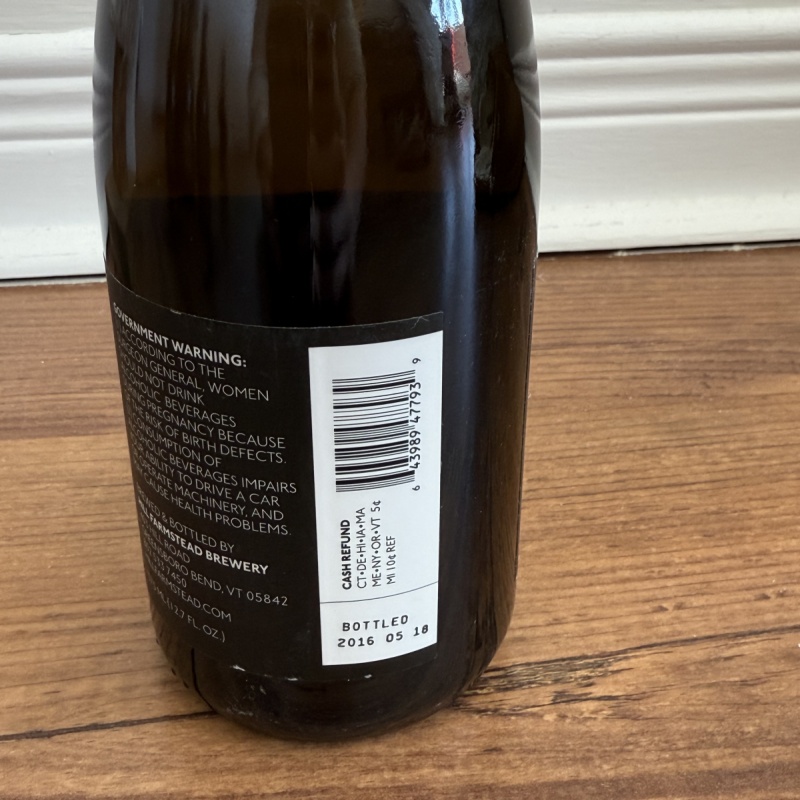 GOVERNMENT WARNING:
ACCORDING TO THE
GENERAL, WOMEN
NOT DRINK
BEVERAGES
PREGNANCY BECAUSE
RISK OF BIRTH DEFECTS.
OF
BEVERAGES IMPAIRS
ABILITY TO DRIVE A CAR
MACHINERY, AND
HEALTH PROBLEMS.
& BOTTLED BY
FARMSTEAD BREWERY
ROAD
BEND, VT 05842
7450
(12.7 FL. OZ.)
CASH REFUND
CT•DE•HI•IA•MA
ME•NY•OR•VT 5¢
MI 10¢ REF
6 43989 47793 9
BOTTLED
2016 05 18